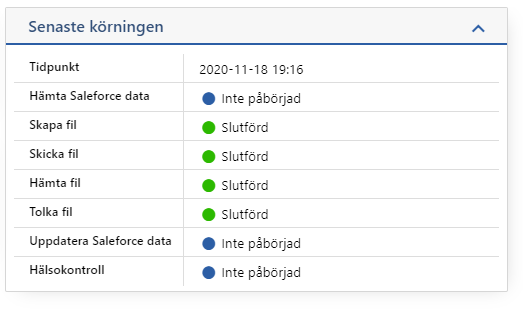 Senaste körningen
Tidpunkt 2020-11-18 19:16
Hämta Saleforce data Inte påbörjad
Skapa fil Slutförd
Skicka fil Slutförd
Hämta fil Slutförd
Tolka fil Slutförd
Uppdatera Saleforce data Inte påbörjad
Hälsokontroll Inte påbörjad